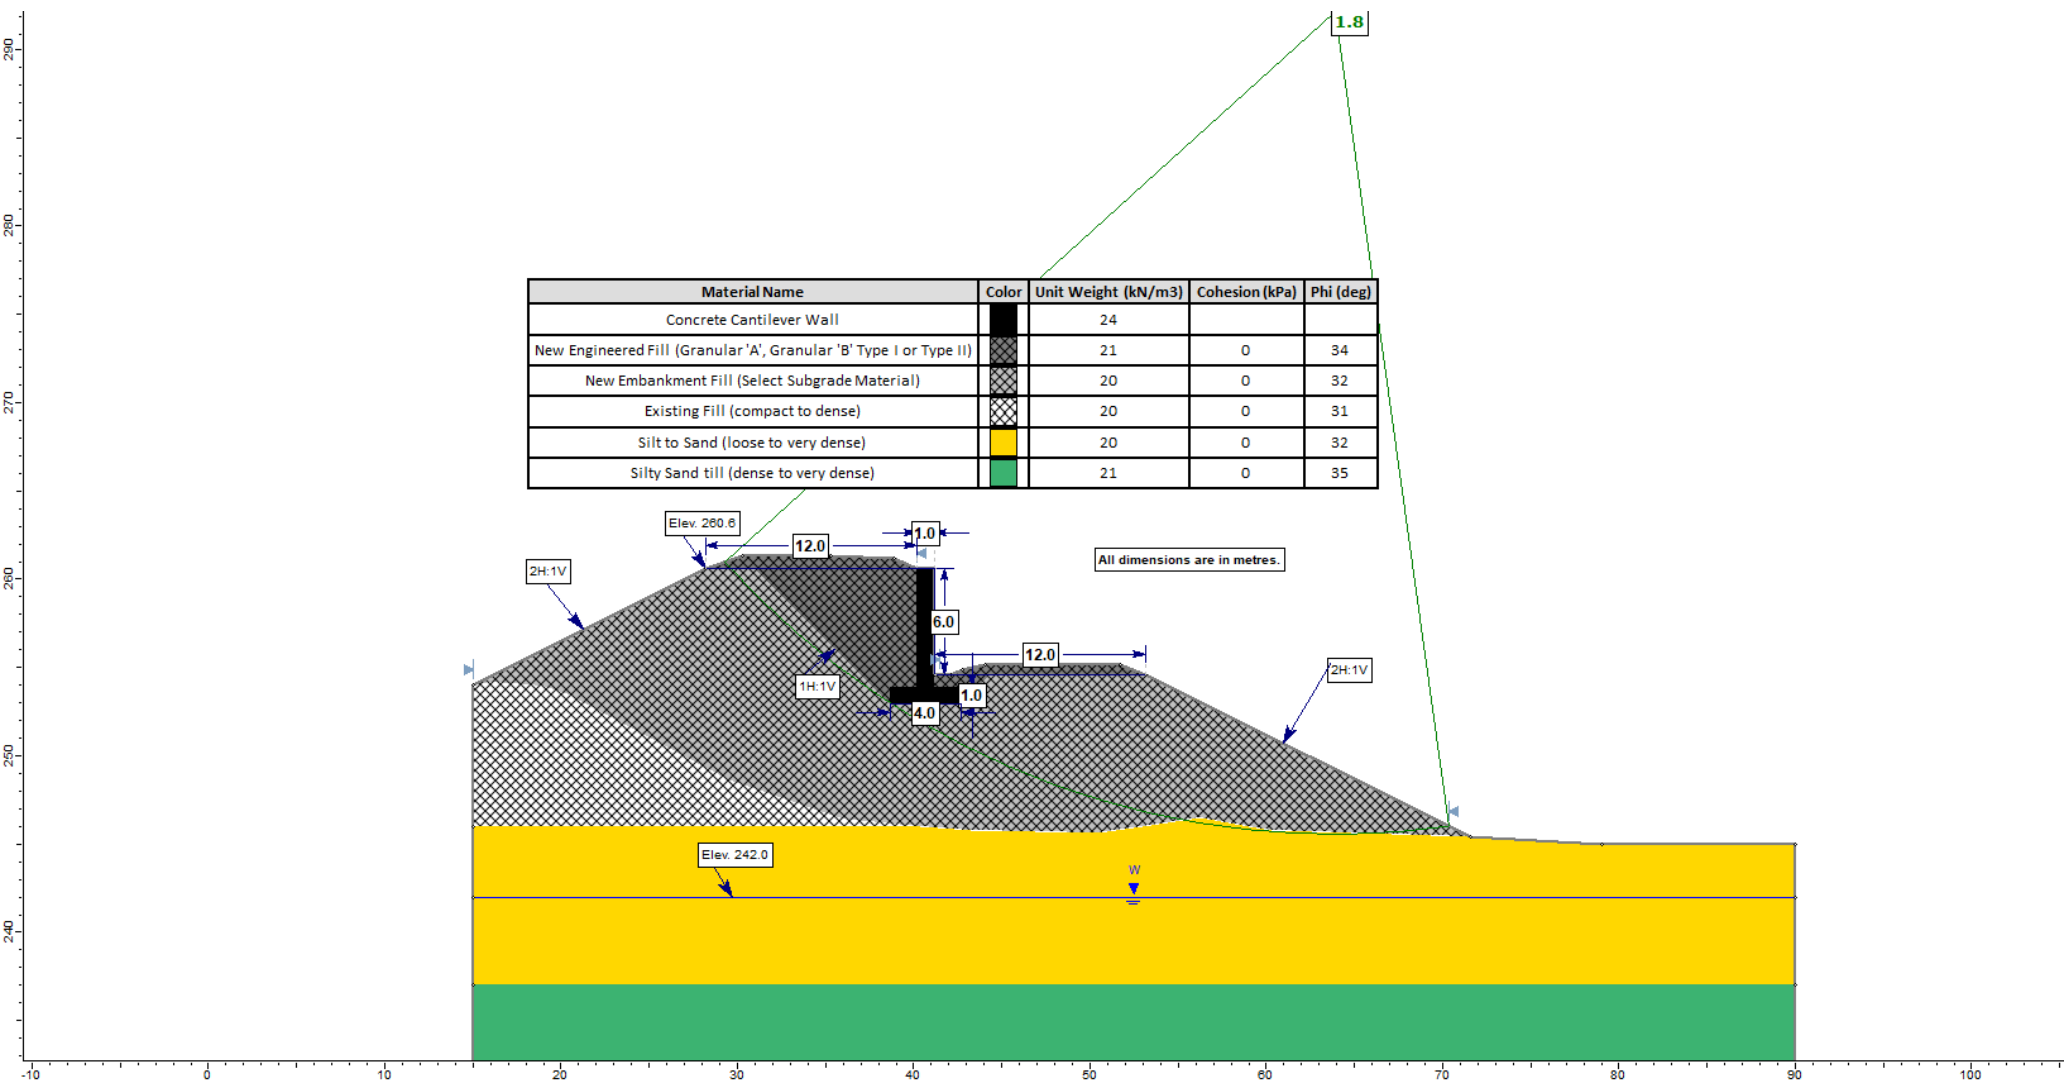 1.8
290
280
270
260
250
240
Material Name Color Unit Weight (kN/m3) Cohesion (kPa) Phi (deg)
Concrete Cantilever Wall 24
New Engineered Fill (Granular 'A', Granular 'B' Type I or Type II) 21 0 34
New Embankment Fill (Select Subgrade Material) 20 0 32
Existing Fill (compact to dense) 20 0 31
Silt to Sand (loose to very dense) 20 0 32
Silty Sand till (dense to very dense) 21 0 35
Elev. 260.6
12.0
1.0
All dimensions are in metres.
2H:1V
6.0
12.0
2H:1V
1H:1V
1.0
4.0
Elev. 242.0
W
-10 0 10 20 30 40 50 60 70 80 90 100